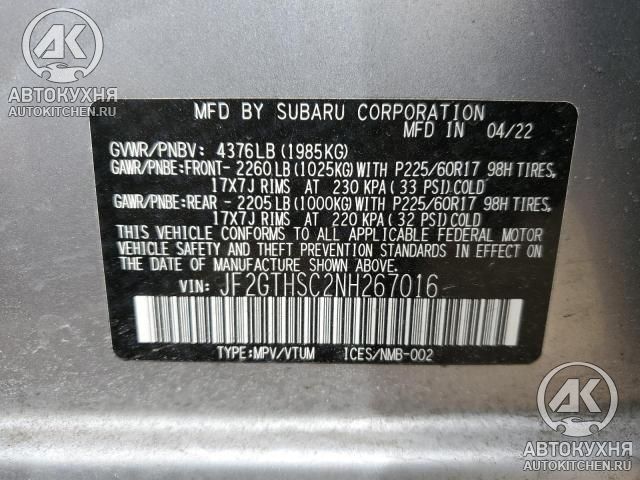 АК
АВТОКУХНЯ
AUTOKITCHEN.RU
MFD BY SUBARU CORPORATION
MFD IN 04/22
GVWR/PNBV: 4376LB (1985KG)
GAWR/PNBE:FRONT- 2260LB (1025KG) WITH P225/60R17 98H TIRES,
17X7J RIMS AT 230 KPA (33 PSI) COLD
GAWR/PNBE:REAR - 2205LB (1000KG) WITH P225/60R17 98H TIRES,
17X7J RIMS AT 220 KPA (32 PSI) COLD
THIS VEHICLE CONFORMS TO ALL APPLICABLE FEDERAL MOTOR
VEHICLE SAFETY AND THEFT PREVENTION STANDARDS IN EFFECT ON
THE DATE OF MANUFACTURE SHOWN ABOVE.
VIN: JF2GTHSC2NH267016
TYPE:MPV/VTUM ICES/NMB-002
АК
АВТОКУХНЯ
AUTOKITCHEN.RU